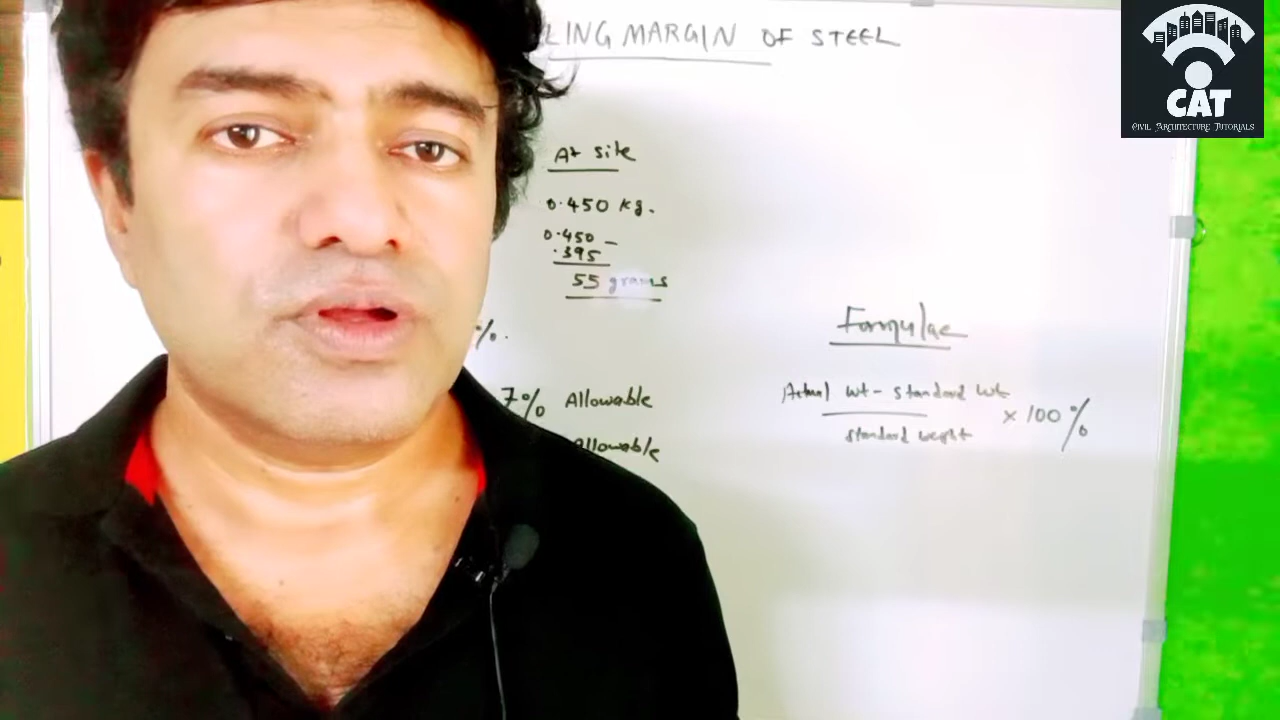 LING MARGIN OF STEEL
CAT
CIVIL ARCHITECTURE TUTORIALS
At site
0.450 kg.
0.450 –
.395
55 grams
%.
7% Allowable
allowable
Formulae
Actual wt - standard wt
standard weight
× 100%